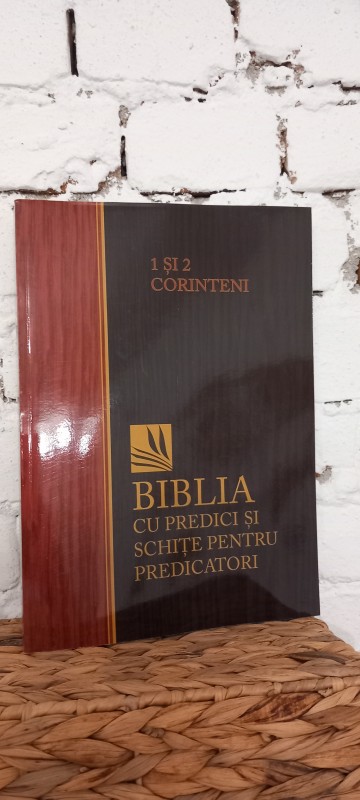 1 ȘI 2
CORINTENI
BIBLIA
CU PREDICI ȘI
SCHIȚE PENTRU
PREDICATORI